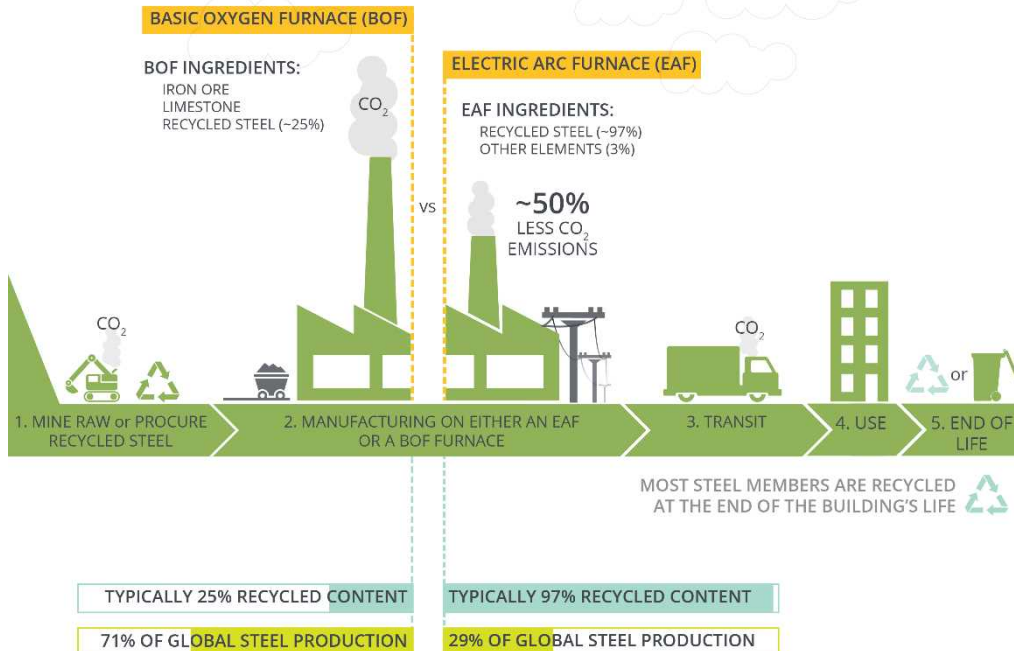 BASIC OXYGEN FURNACE (BOF)
BOF INGREDIENTS:
IRON ORE
LIMESTONE
RECYCLED STEEL (~25%)
CO₂
vs
ELECTRIC ARC FURNACE (EAF)
EAF INGREDIENTS:
RECYCLED STEEL (~97%)
OTHER ELEMENTS (3%)
~50%
LESS CO₂
EMISSIONS
CO₂
CO₂
or
1. MINE RAW or PROCURE
RECYCLED STEEL
2. MANUFACTURING ON EITHER AN EAF
OR A BOF FURNACE
3. TRANSIT
4. USE
5. END OF
LIFE
MOST STEEL MEMBERS ARE RECYCLED
AT THE END OF THE BUILDING'S LIFE
TYPICALLY 25% RECYCLED CONTENT
TYPICALLY 97% RECYCLED CONTENT
71% OF GLOBAL STEEL PRODUCTION
29% OF GLOBAL STEEL PRODUCTION